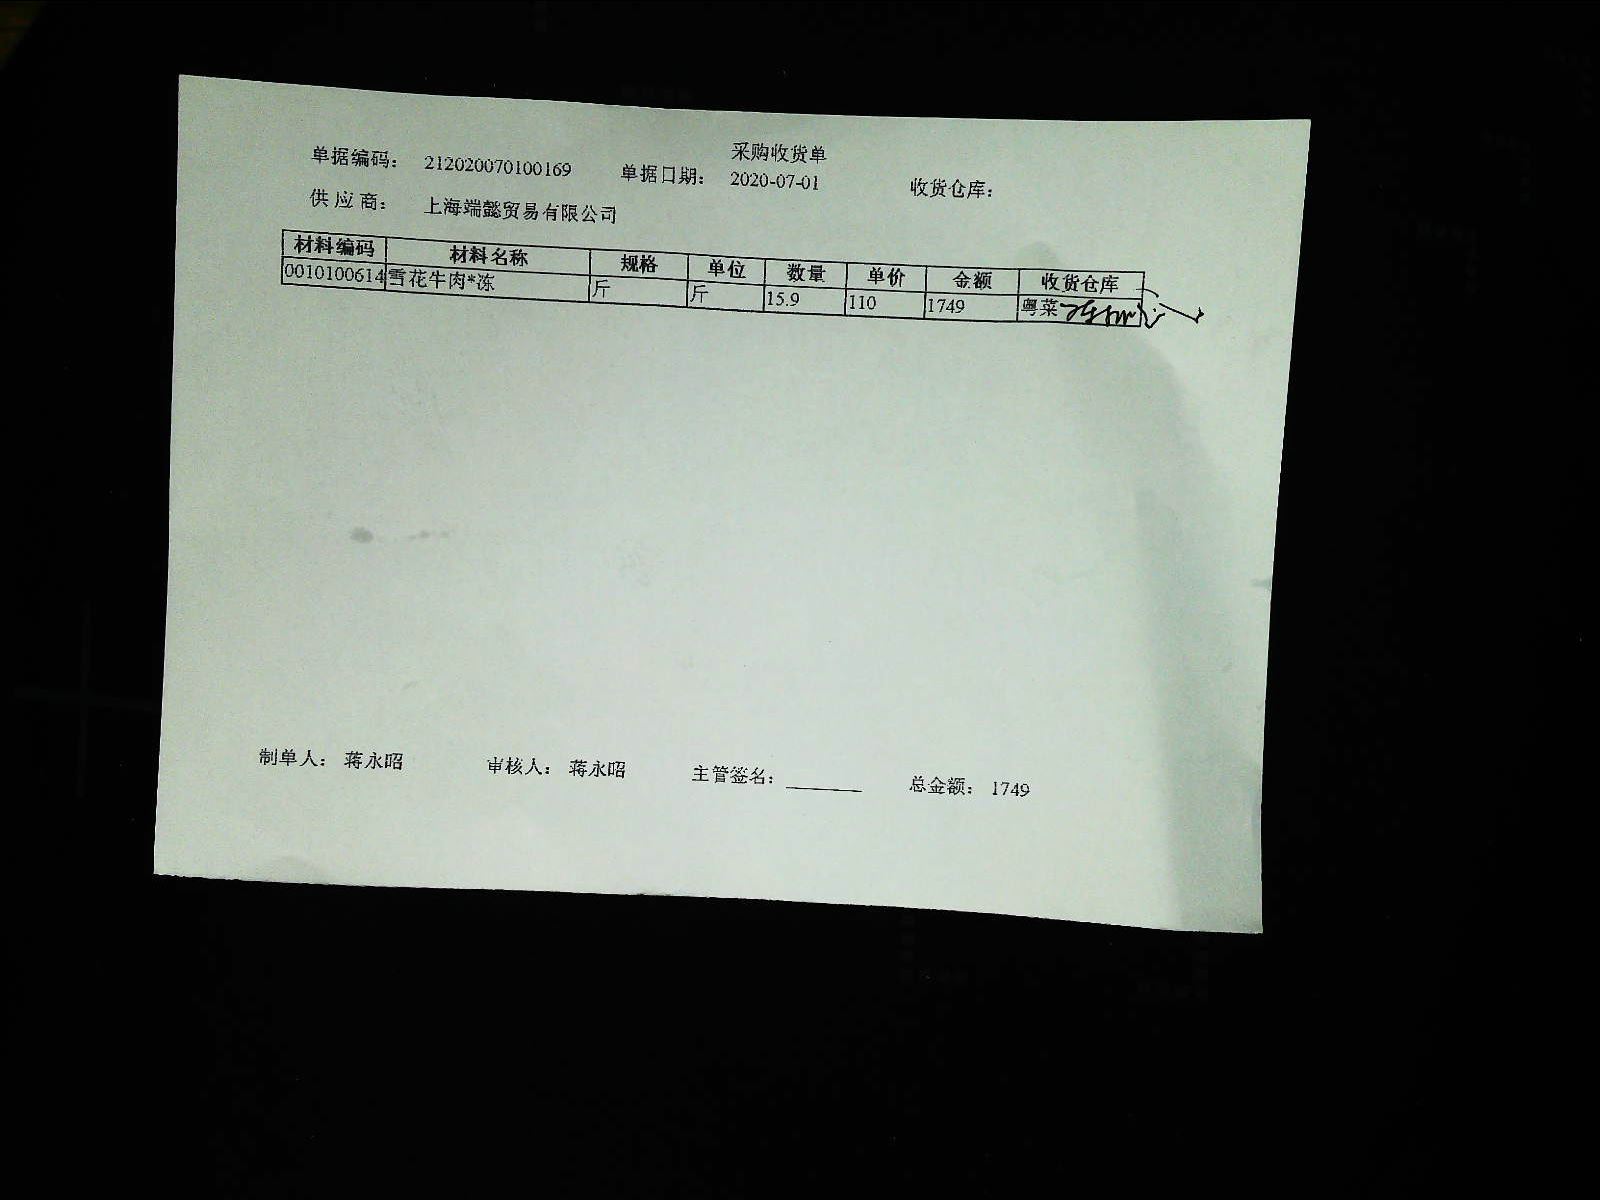 采购收货单
单据编码： 212020070100169 单据日期： 2020-07-01 收货仓库：
供应商： 上海端懿贸易有限公司
材料编码 材料名称 规格 单位 数量 单价 金额 收货仓库
0010100614 雪花牛肉*冻 斤 斤 15.9 110 1749 粤菜
制单人： 蒋永昭 审核人： 蒋永昭 主管签名： 总金额： 1749